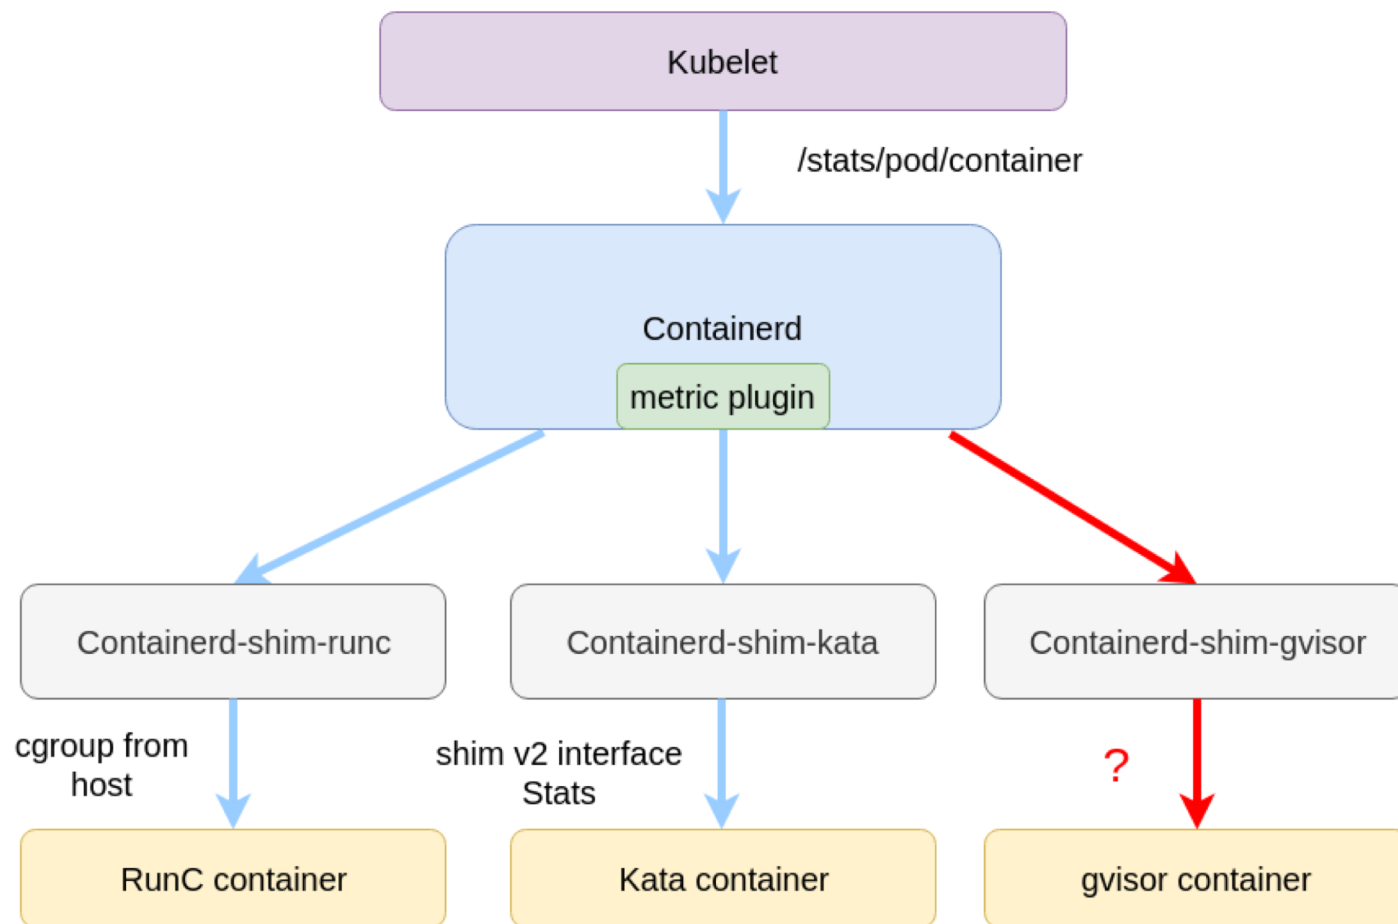 Kubelet
/stats/pod/container
Containerd
metric plugin
Containerd-shim-runc
Containerd-shim-kata
Containerd-shim-gvisor
cgroup from
host
shim v2 interface
Stats
?
RunC container
Kata container
gvisor container